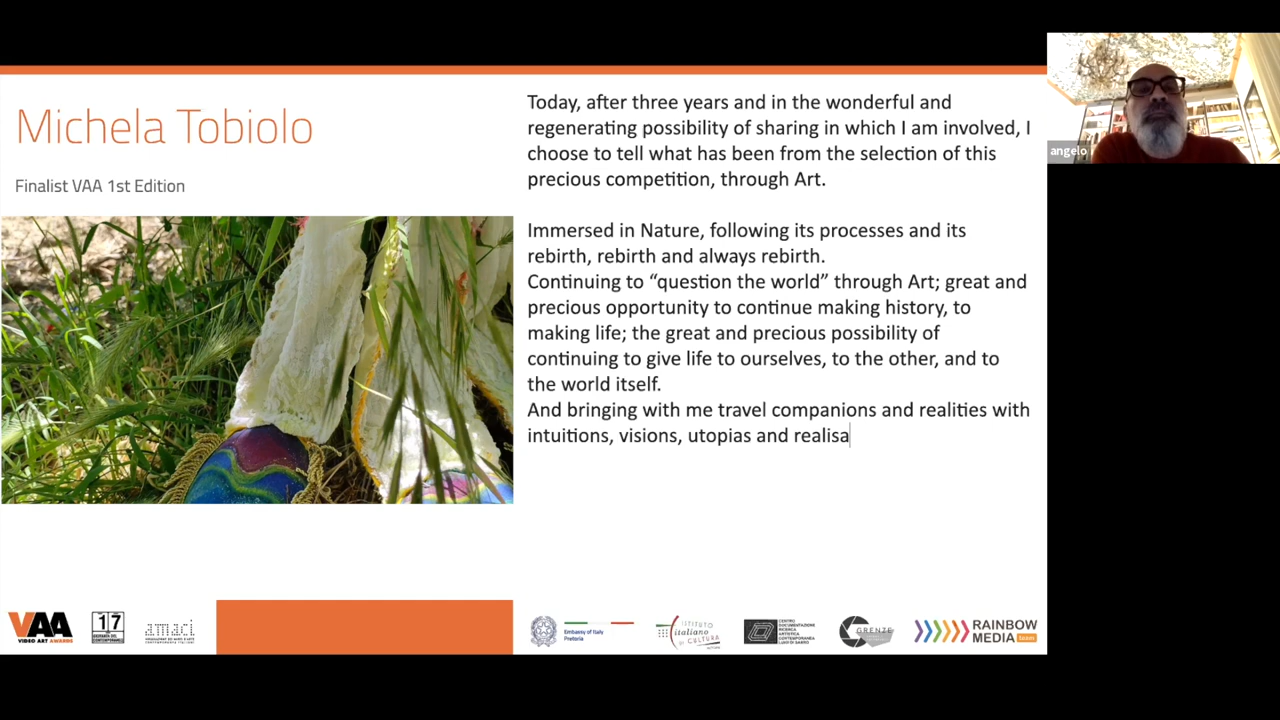 Michela Tobiolo
Finalist VAA 1st Edition
Today, after three years and in the wonderful and
regenerating possibility of sharing in which I am involved, I
choose to tell what has been from the selection of this
precious competition, through Art.
Immersed in Nature, following its processes and its
rebirth, rebirth and always rebirth.
Continuing to “question the world” through Art; great and
precious opportunity to continue making history, to
making life; the great and precious possibility of
continuing to give life to ourselves, to the other, and to
the world itself.
And bringing with me travel companions and realities with
intuitions, visions, utopias and realisa
angelo
VAA
VIDEO ART AWARDS
17
amaci
Embassy of Italy
Pretoria
ISTITUTO
italiano
di CULTURA
CENTRO
DOCUMENTAZIONE
RICERCA
ARTISTICA
CONTEMPORANEA
LUIGI DI SARRO
GRENZE
RAINBOW
MEDIA team